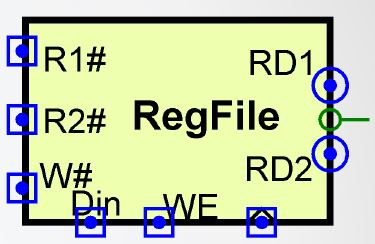 R1# RD1
R2# RegFile
W# RD2
Din WE